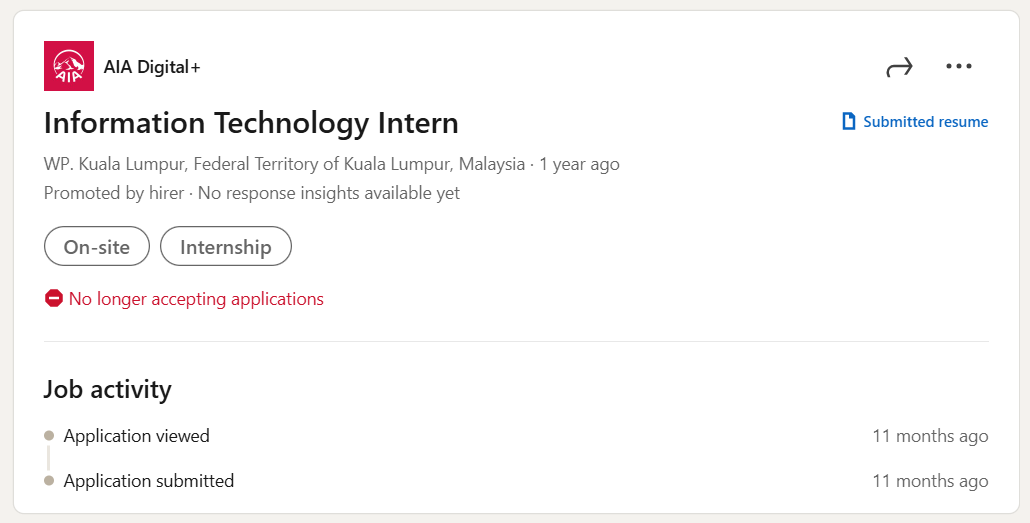 AIA
AIA Digital+
Information Technology Intern
Submitted resume
WP. Kuala Lumpur, Federal Territory of Kuala Lumpur, Malaysia · 1 year ago
Promoted by hirer · No response insights available yet
On-site
Internship
No longer accepting applications
Job activity
Application viewed
11 months ago
Application submitted
11 months ago